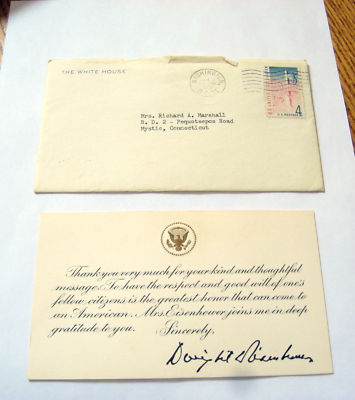 THE WHITE HOUSE
WASHINGTON,
4
U.S. POSTAGE
Mrs. Richard A. Marshall
R. D. 2 - Pequotsepos Road
Mystic, Connecticut
Thank you very much for your kind and thoughtful
message. To have the respect and good will of one's
fellow citizens is the greatest honor that can come to
an American. Mrs. Eisenhower joins me in deep
gratitude to you. Sincerely,
Dwight D Eisenhower